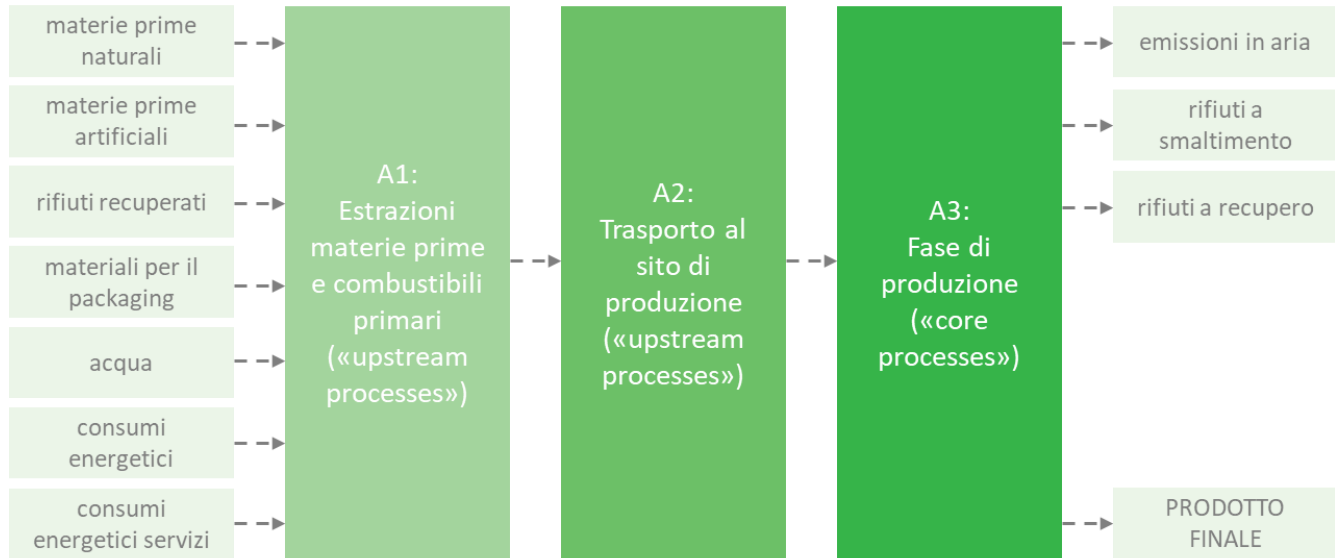 materie prime
naturali
materie prime
artificiali
rifiuti recuperati
materiali per il
packaging
acqua
consumi
energetici
consumi
energetici servizi
A1:
Estrazioni
materie prime
e combustibili
primari
(«upstream
processes»)
A2:
Trasporto al
sito di
produzione
(«upstream
processes»)
A3:
Fase di
produzione
(«core
processes»)
emissioni in aria
rifiuti a
smaltimento
rifiuti a recupero
PRODOTTO
FINALE